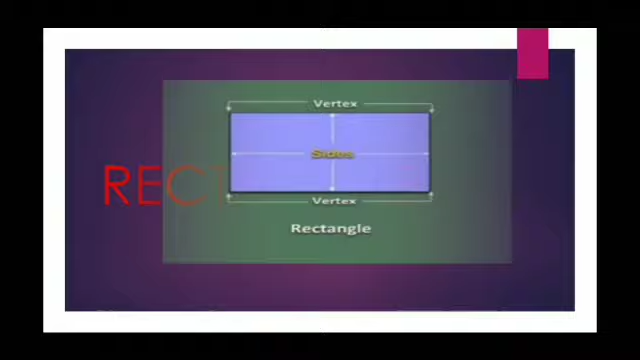 Vertex
Sides
RECT
Vertex
Rectangle